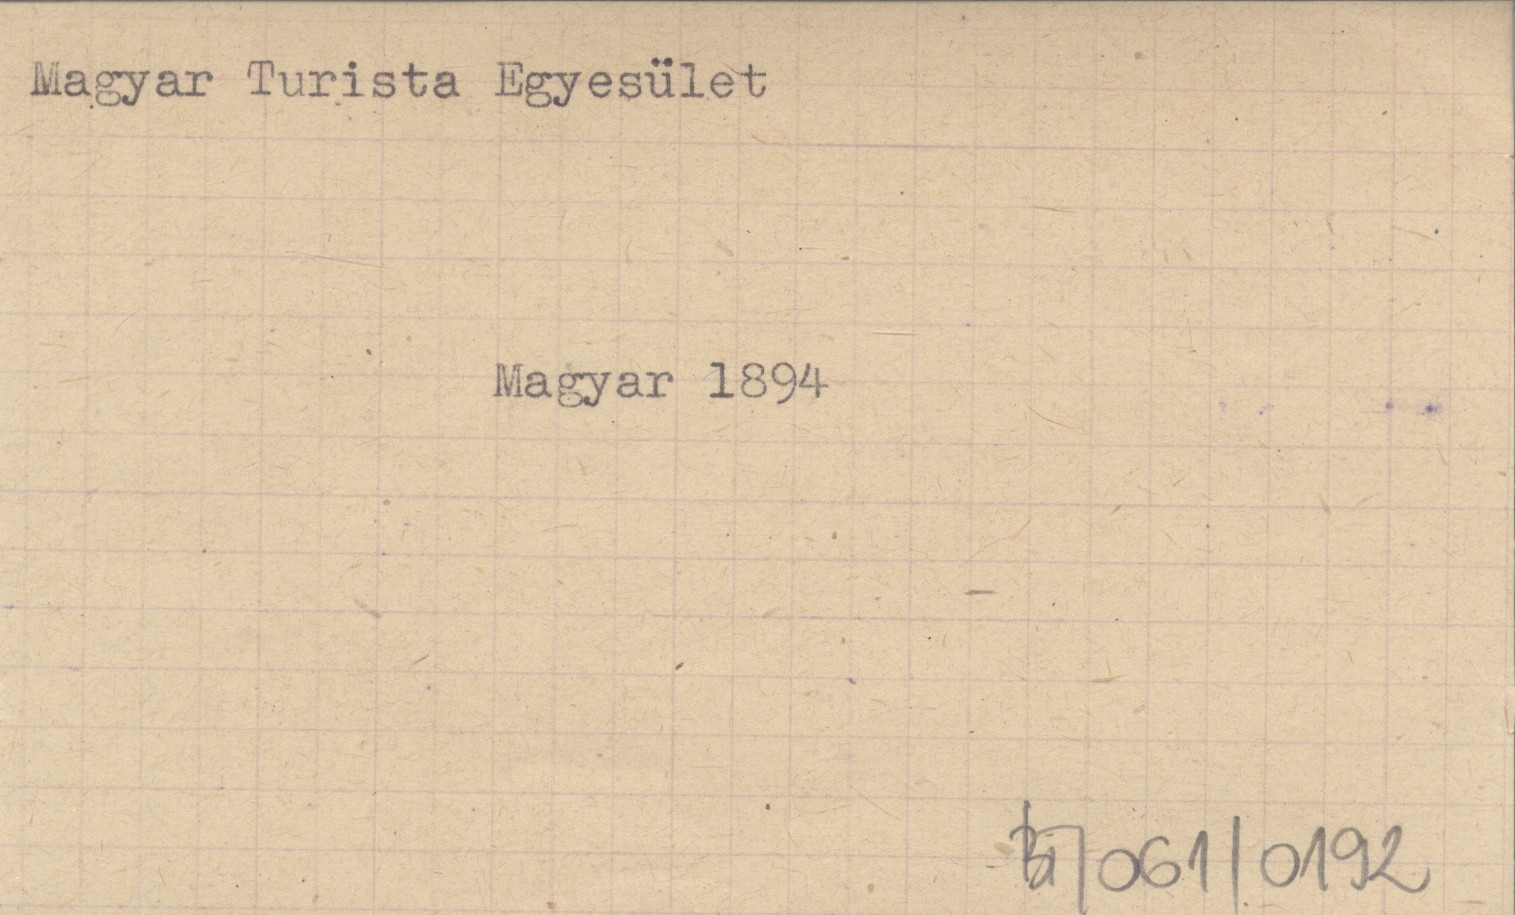 Magyar Turista Egyesület
Magyar 1894
061/0192